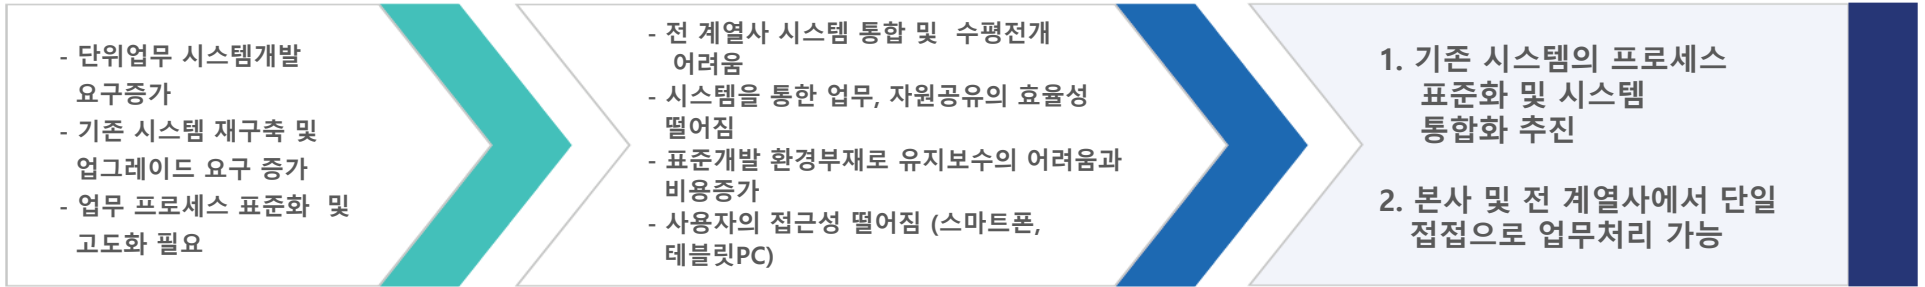 - 단위업무 시스템개발
요구증가
- 기존 시스템 재구축 및
업그레이드 요구 증가
- 업무 프로세스 표준화 및
고도화 필요
- 전 계열사 시스템 통합 및 수평전개
어려움
- 시스템을 통한 업무, 자원공유의 효율성
떨어짐
- 표준개발 환경부재로 유지보수의 어려움과
비용증가
- 사용자의 접근성 떨어짐 (스마트폰,
테블릿PC)
1. 기존 시스템의 프로세스
표준화 및 시스템
통합화 추진
2. 본사 및 전 계열사에서 단일
접접으로 업무처리 가능